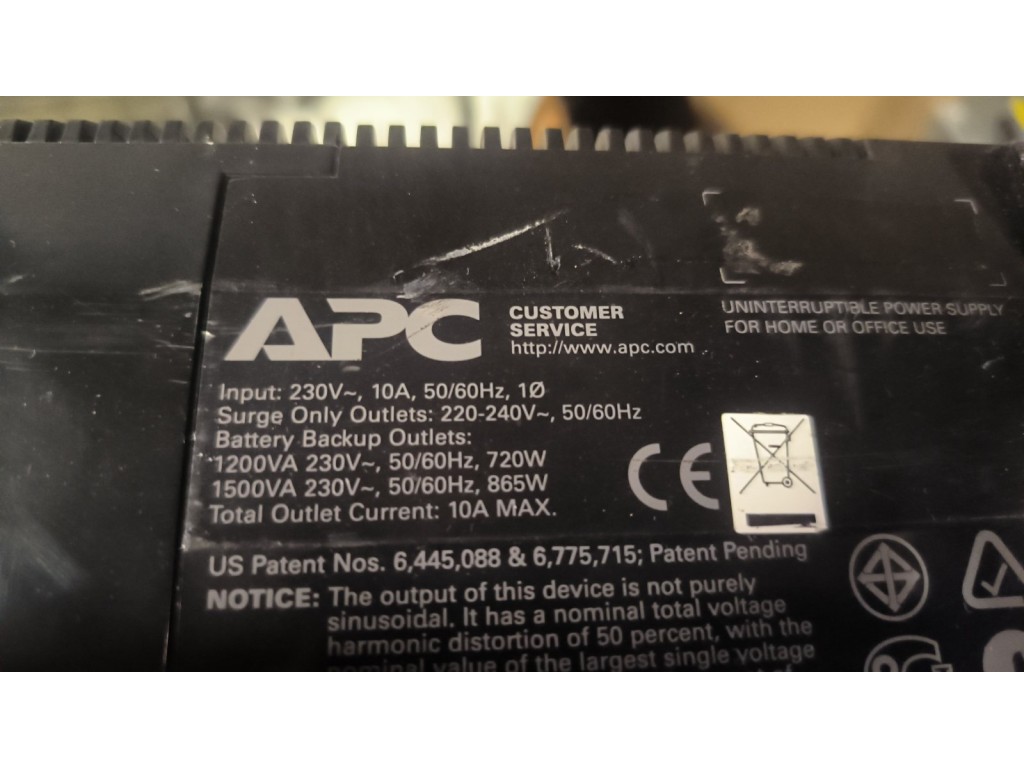 APC
CUSTOMER
SERVICE
http://www.apc.com
UNINTERRUPTIBLE POWER SUPPLY
FOR HOME OR OFFICE USE
Input: 230V~, 10A, 50/60Hz, 1Ø
Surge Only Outlets: 220-240V~, 50/60Hz
Battery Backup Outlets:
1200VA 230V~, 50/60Hz, 720W
1500VA 230V~, 50/60Hz, 865W
Total Outlet Current: 10A MAX.
CE
US Patent Nos. 6,445,088 & 6,775,715; Patent Pending
NOTICE: The output of this device is not purely
sinusoidal. It has a nominal total voltage
harmonic distortion of 50 percent, with the
nominal value of the largest single voltage